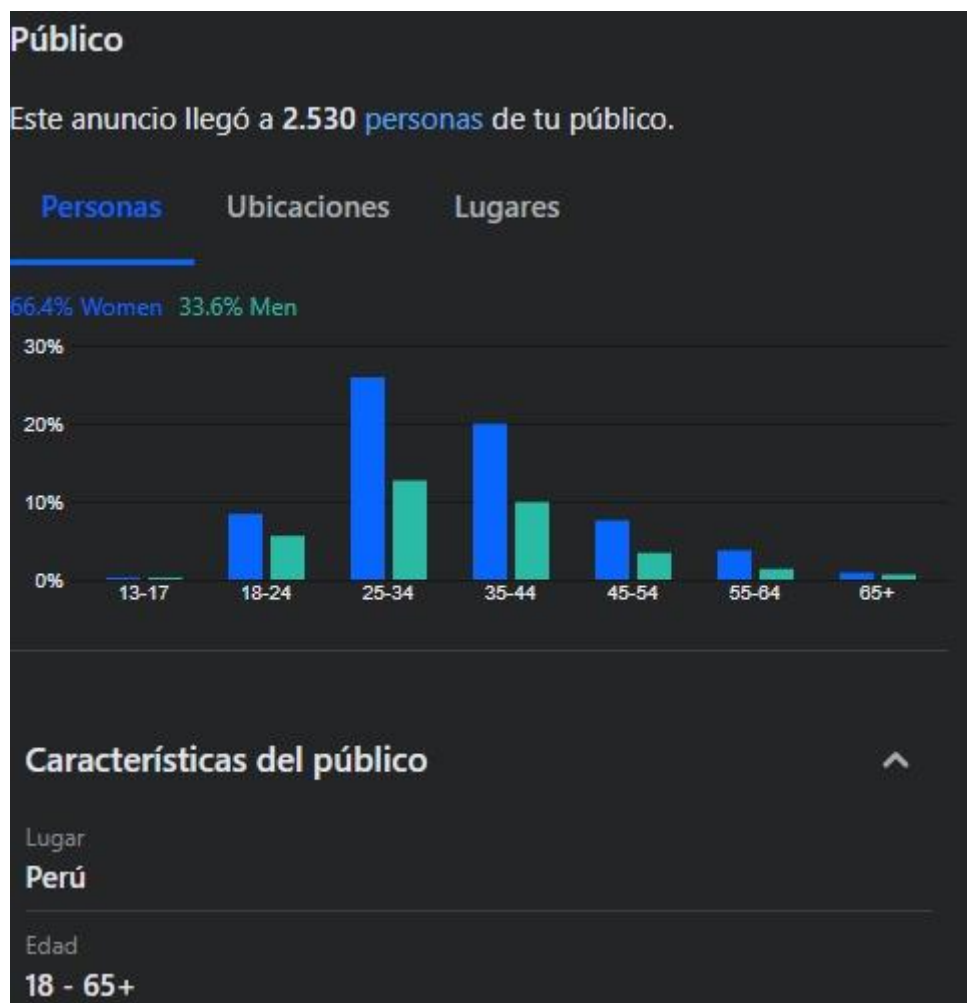 Público
Este anuncio llegó a 2.530 personas de tu público.
Personas Ubicaciones Lugares
66.4% Women 33.6% Men
30%
20%
10%
0%
13-17 18-24 25-34 35-44 45-54 55-64 65+
Características del público
Lugar
Perú
Edad
18 - 65+